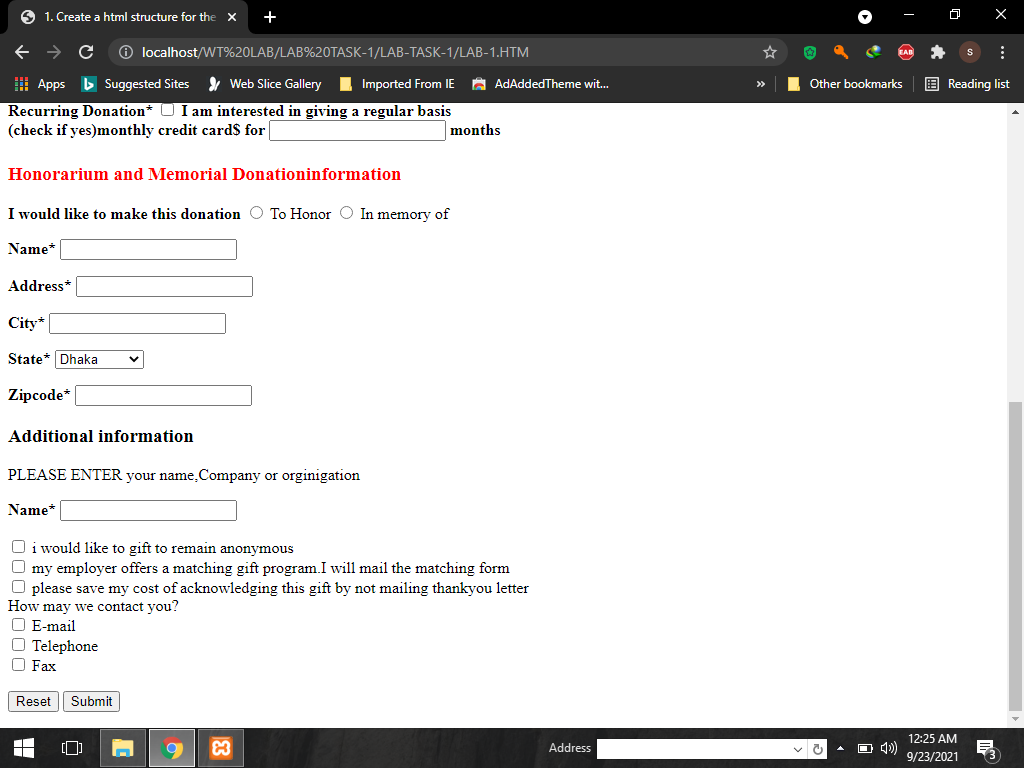 1. Create a html structure for the
localhost/WT%20LAB/LAB%20TASK-1/LAB-TASK-1/LAB-1.HTM
EAB
S
Apps
Suggested Sites
Web Slice Gallery
Imported From IE
AdAddedTheme wit...
»
Other bookmarks
Reading list
Recurring Donation* I am interested in giving a regular basis
(check if yes)monthly credit card$ for months
Honorarium and Memorial Donationinformation
I would like to make this donation To Honor In memory of
Name*
Address*
City*
State* Dhaka
Zipcode*
Additional information
PLEASE ENTER your name,Company or orginigation
Name*
i would like to gift to remain anonymous
my employer offers a matching gift program.I will mail the matching form
please save my cost of acknowledging this gift by not mailing thankyou letter
How may we contact you?
E-mail
Telephone
Fax
Reset Submit
Address
12:25 AM
9/23/2021
3